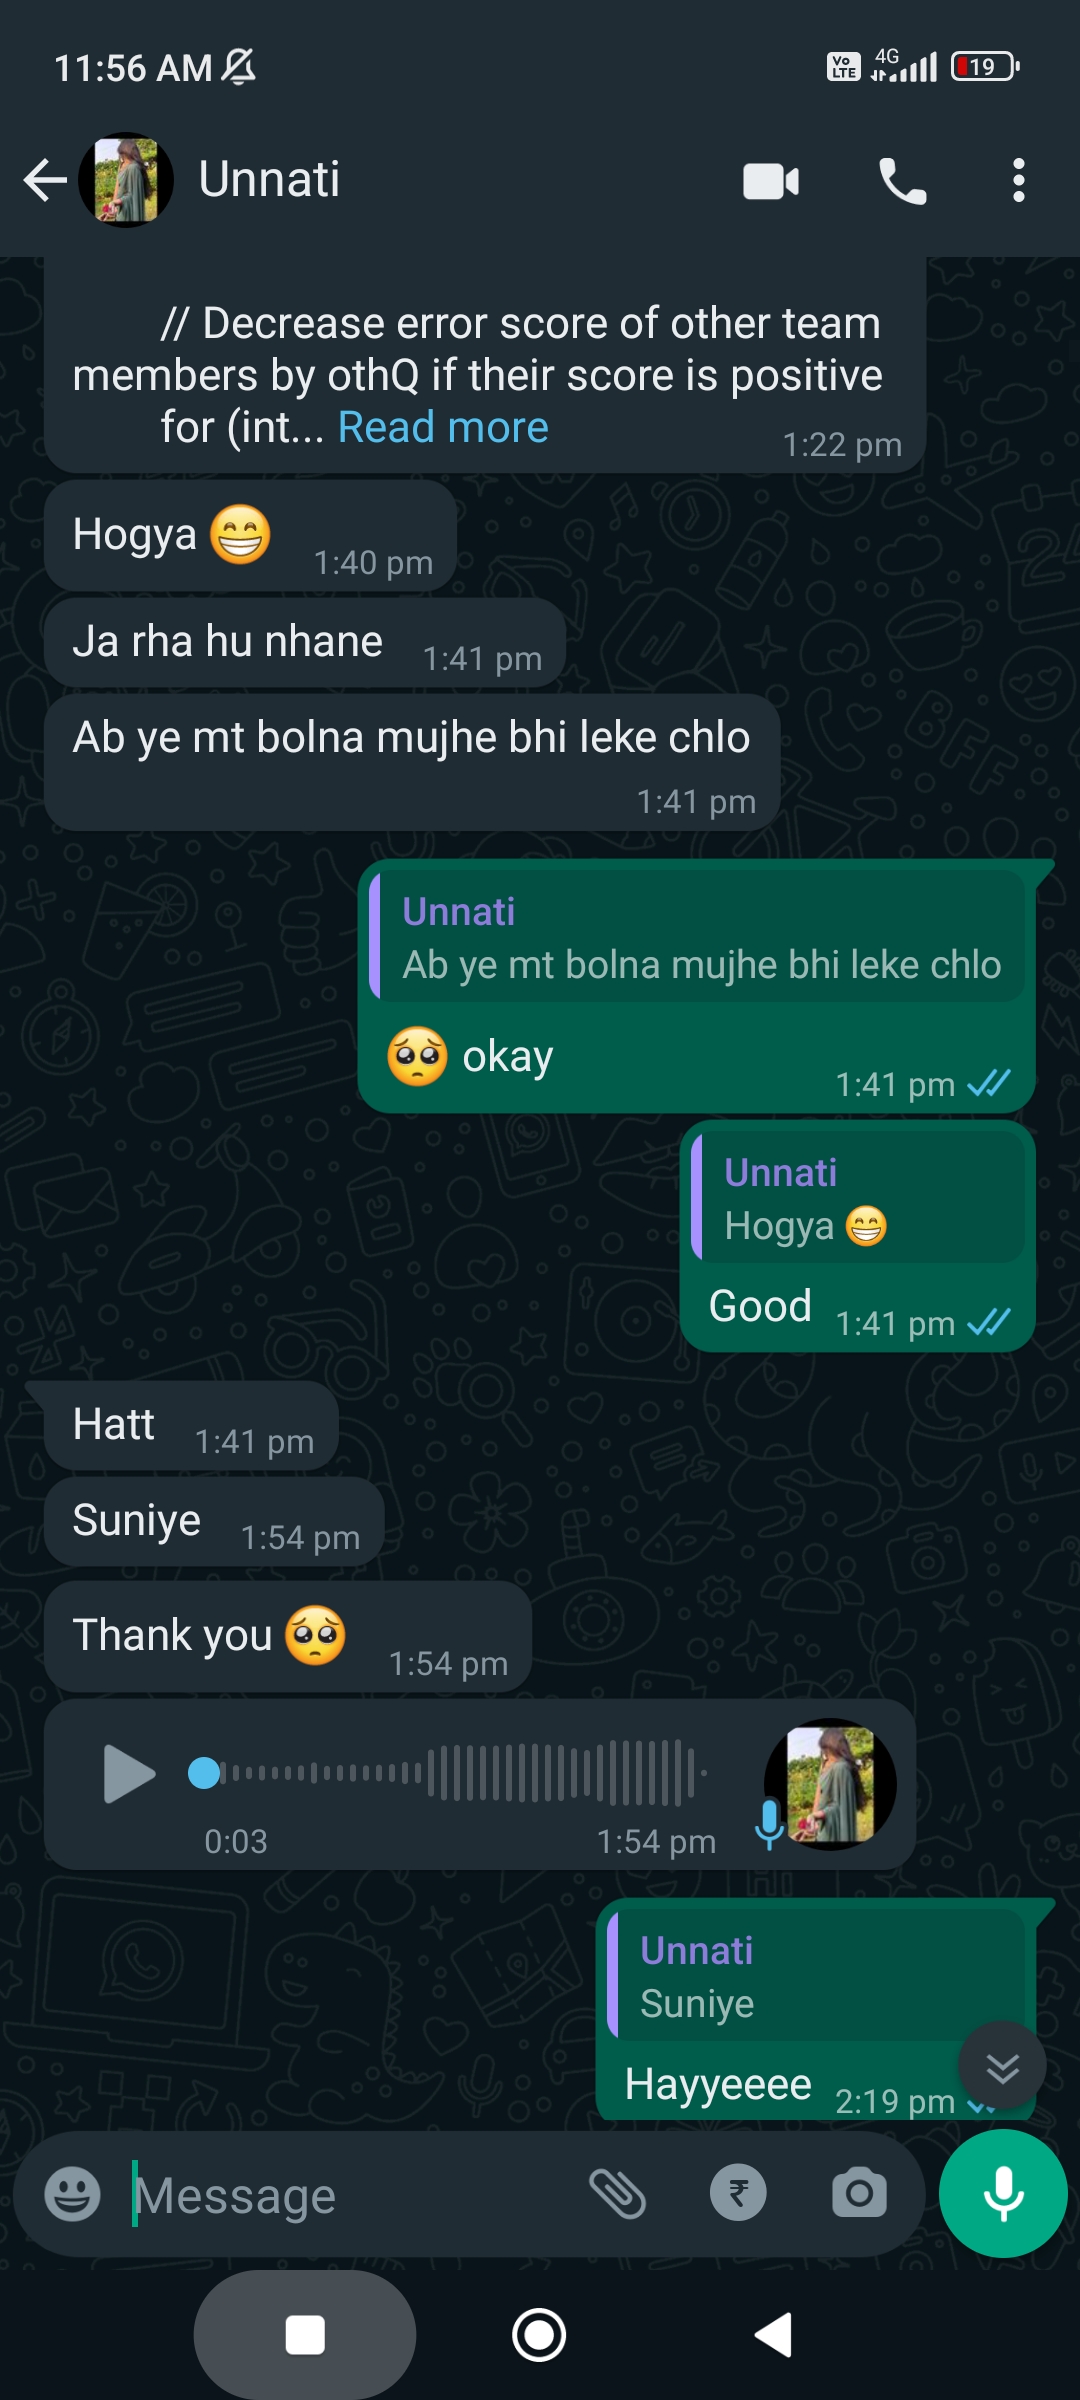 11:56 AM
Vo LTE 4G 19
Unnati
// Decrease error score of other team
members by othQ if their score is positive
for (int... Read more
1:22 pm
Hogya 😁
1:40 pm
Ja rha hu nhane
1:41 pm
Ab ye mt bolna mujhe bhi leke chlo
1:41 pm
Unnati
Ab ye mt bolna mujhe bhi leke chlo
🥺 okay
1:41 pm
Unnati
Hogya 😁
Good
1:41 pm
Hatt
1:41 pm
Suniye
1:54 pm
Thank you 🥺
1:54 pm
0:03
1:54 pm
Unnati
Suniye
Hayyeeee
2:19 pm
Message
₹